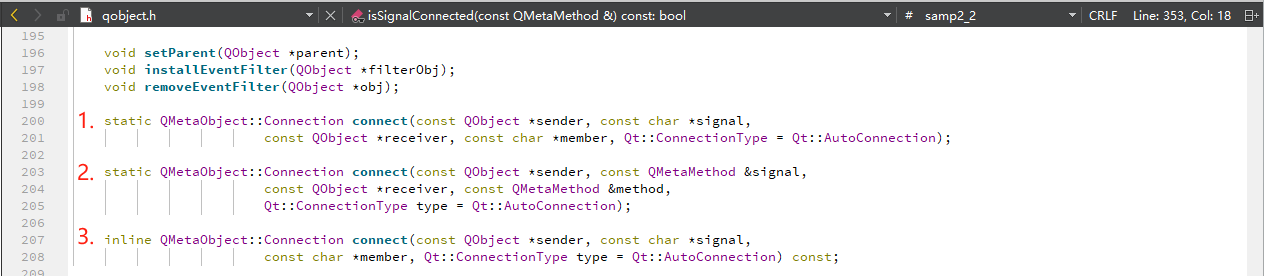 qobject.h isSignalConnected(const QMetaMethod &) const: bool # samp2_2 CRLF Line: 353, Col: 18
195
196 void setParent(QObject *parent);
197 void installEventFilter(QObject *filterObj);
198 void removeEventFilter(QObject *obj);
199
200 1. static QMetaObject::Connection connect(const QObject *sender, const char *signal,
201 const QObject *receiver, const char *member, Qt::ConnectionType = Qt::AutoConnection);
202
203 2. static QMetaObject::Connection connect(const QObject *sender, const QMetaMethod &signal,
204 const QObject *receiver, const QMetaMethod &method,
205 Qt::ConnectionType type = Qt::AutoConnection);
206
207 3. inline QMetaObject::Connection connect(const QObject *sender, const char *signal,
208 const char *member, Qt::ConnectionType type = Qt::AutoConnection) const;
209